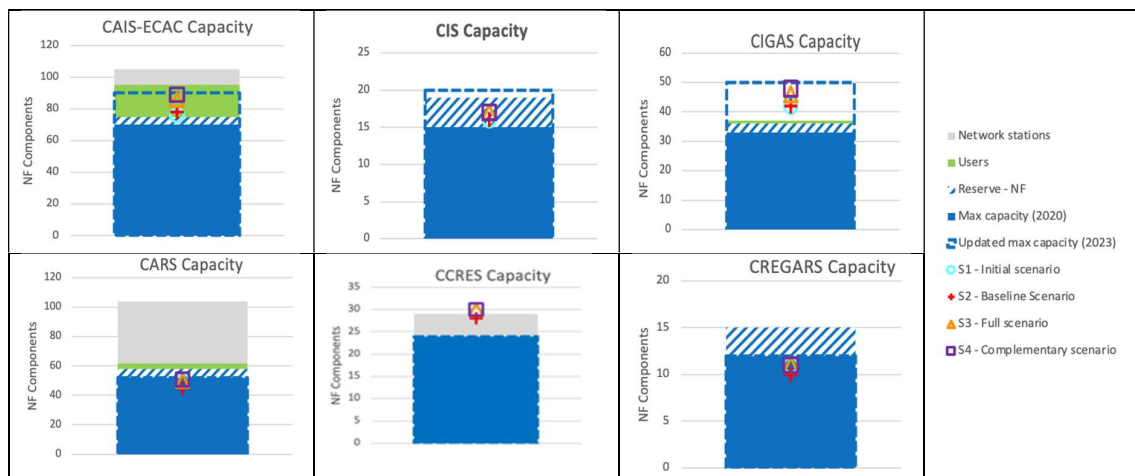 CAIS-ECAC Capacity
NF Components
120
100
80
60
40
20
0
CIS Capacity
NF Components
25
20
15
10
5
0
CIGAS Capacity
NF Components
60
50
40
30
20
10
0
CARS Capacity
NF Components
120
100
80
60
40
20
0
CCRES Capacity
NF Components
35
30
25
20
15
10
5
0
CREGARS Capacity
NF Components
20
15
10
5
0
Network stations
Users
Reserve - NF
Max capacity (2020)
Updated max capacity (2023)
S1 - Initial scenario
S2 - Baseline Scenario
S3 - Full scenario
S4 - Complementary scenario